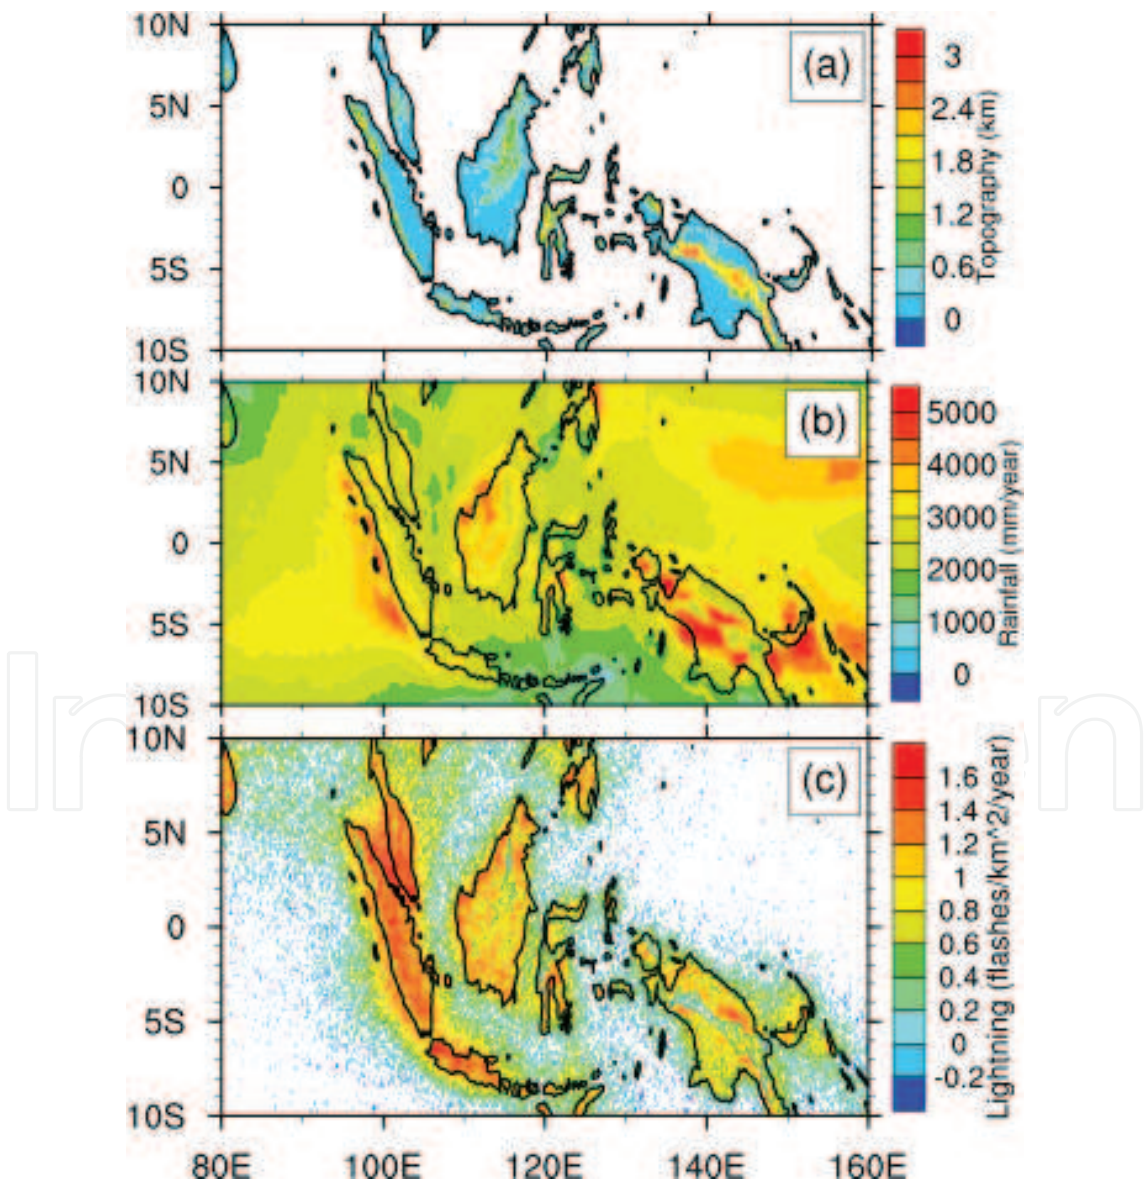 10N
5N
0
5S
10S
(a)
3
2.4
1.8
1.2
0.6
0
Topography (km)
10N
5N
0
5S
10S
(b)
5000
4000
3000
2000
1000
0
Rainfall (mm/year)
10N
5N
0
5S
10S
(c)
1.6
1.4
1.2
1
0.8
0.6
0.4
0.2
0
-0.2
Lightning (flashes/km^2/year)
80E 100E 120E 140E 160E